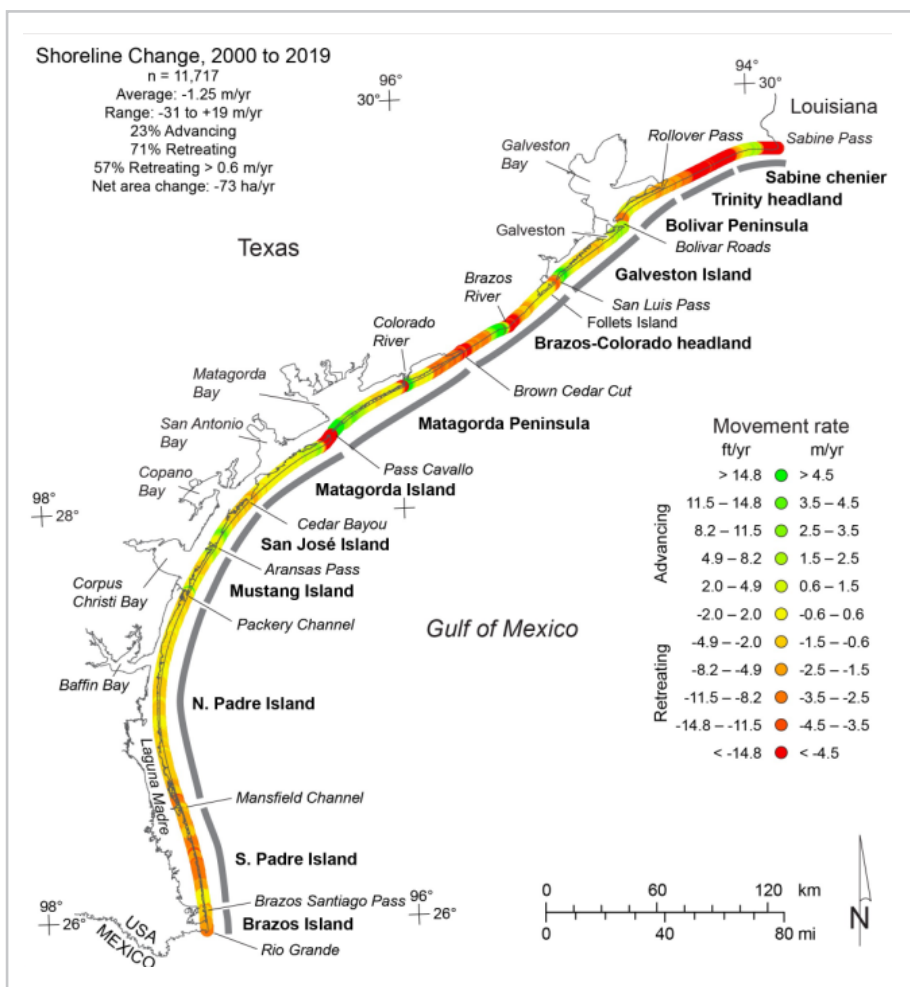 Shoreline Change, 2000 to 2019
n = 11,717
Average: -1.25 m/yr
Range: -31 to +19 m/yr
23% Advancing
71% Retreating
57% Retreating > 0.6 m/yr
Net area change: -73 ha/yr
96°
30°
94°
30°
Louisiana
Sabine Pass
Rollover Pass
Galveston
Bay
Sabine chenier
Trinity headland
Bolivar Peninsula
Bolivar Roads
Galveston
Texas
Galveston Island
Brazos
River
San Luis Pass
Follets Island
Brazos-Colorado headland
Colorado
River
Brown Cedar Cut
Matagorda
Bay
Matagorda Peninsula
San Antonio
Bay
Pass Cavallo
Copano
Bay
Matagorda Island
98°
28°
Cedar Bayou
San José Island
Aransas Pass
Corpus
Christi Bay
Mustang Island
Packery Channel
Gulf of Mexico
Baffin Bay
N. Padre Island
Laguna Madre
Mansfield Channel
S. Padre Island
Brazos Santiago Pass
96°
26°
98°
26°
Brazos Island
USA
MEXICO
Rio Grande
Movement rate
ft/yr m/yr
Advancing
> 14.8 > 4.5
11.5 – 14.8 3.5 – 4.5
8.2 – 11.5 2.5 – 3.5
4.9 – 8.2 1.5 – 2.5
2.0 – 4.9 0.6 – 1.5
-2.0 – 2.0 -0.6 – 0.6
Retreating
-4.9 – -2.0 -1.5 – -0.6
-8.2 – -4.9 -2.5 – -1.5
-11.5 – -8.2 -3.5 – -2.5
-14.8 – -11.5 -4.5 – -3.5
< -14.8 < -4.5
0 60 120 km
0 40 80 mi
N